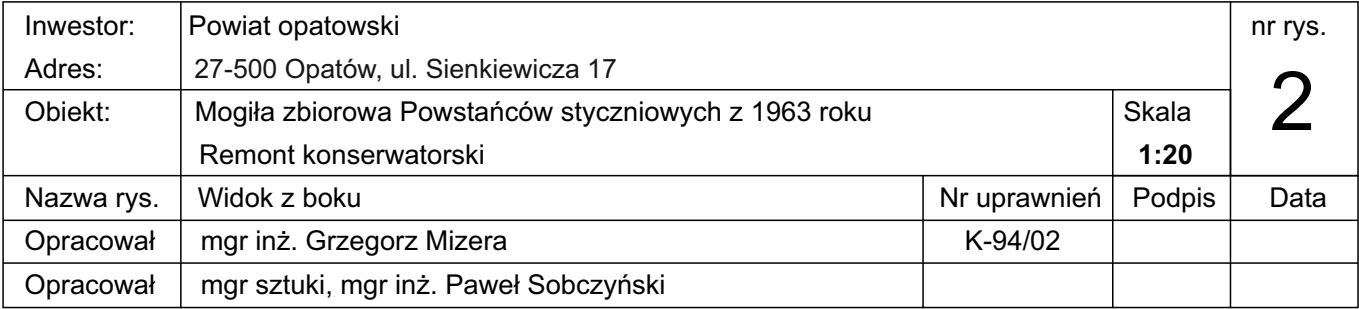 Inwestor: Powiat opatowski nr rys.
Adres: 27-500 Opatów, ul. Sienkiewicza 17
2
Obiekt: Mogiła zbiorowa Powstańców styczniowych z 1963 roku Skala
Remont konserwatorski 1:20
Nazwa rys. Widok z boku Nr uprawnień Podpis Data
Opracował mgr inż. Grzegorz Mizera K-94/02
Opracował mgr sztuki, mgr inż. Paweł Sobczyński